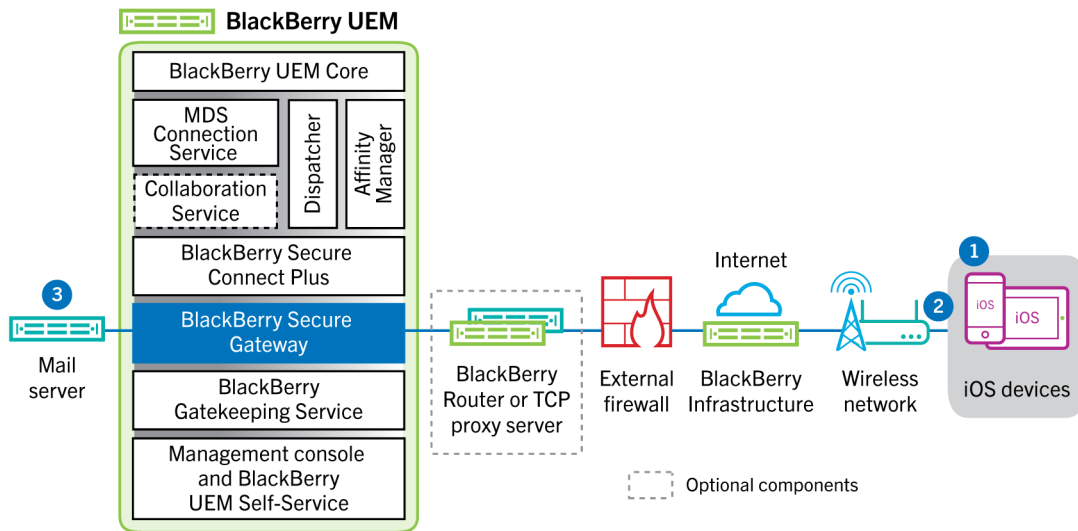 BlackBerry UEM
BlackBerry UEM Core
MDS
Connection
Service
Dispatcher
Affinity
Manager
Collaboration
Service
BlackBerry Secure
Connect Plus
BlackBerry Secure
Gateway
BlackBerry
Gatekeeping Service
Management console
and BlackBerry
UEM Self-Service
3
Mail
server
BlackBerry
Router or TCP
proxy server
External
firewall
Internet
BlackBerry
Infrastructure
Wireless
network
2
1
iOS
iOS
iOS devices
Optional components